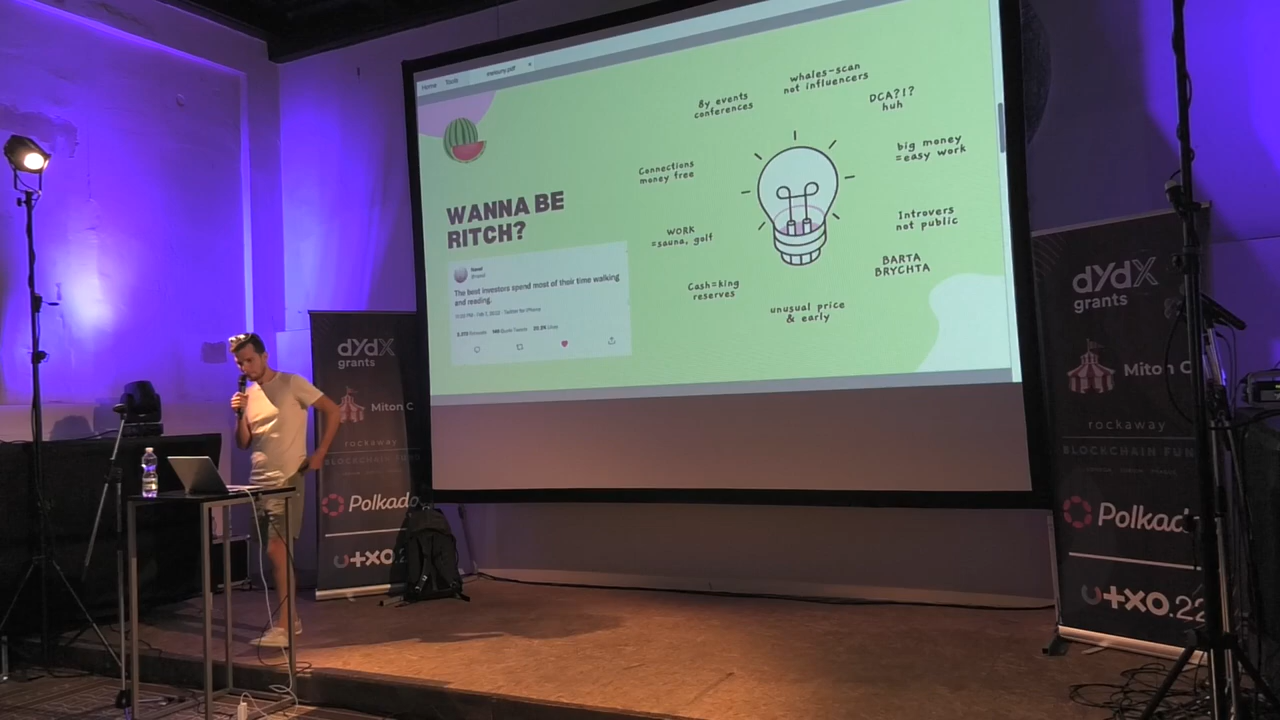 Home Tools
By events
conferences
whales-scan
not influencers
DCA?!?
huh
Connections
money free
big money
=easy work
WANNA BE
RITCH?
WORK
=sauna, golf
Introvers
not public
BARTA
BRYCHTA
The best investors spend most of their time walking
and reading.
Cash=king
reserves
unusual price
& early
dYdX
grants
Miton C
rockaway
BLOCKCHAIN FUN
Polkado
U+XO.2
dYdX
grants
Miton C
rockaway
BLOCKCHAIN FUN
Polkad
U+XO.22